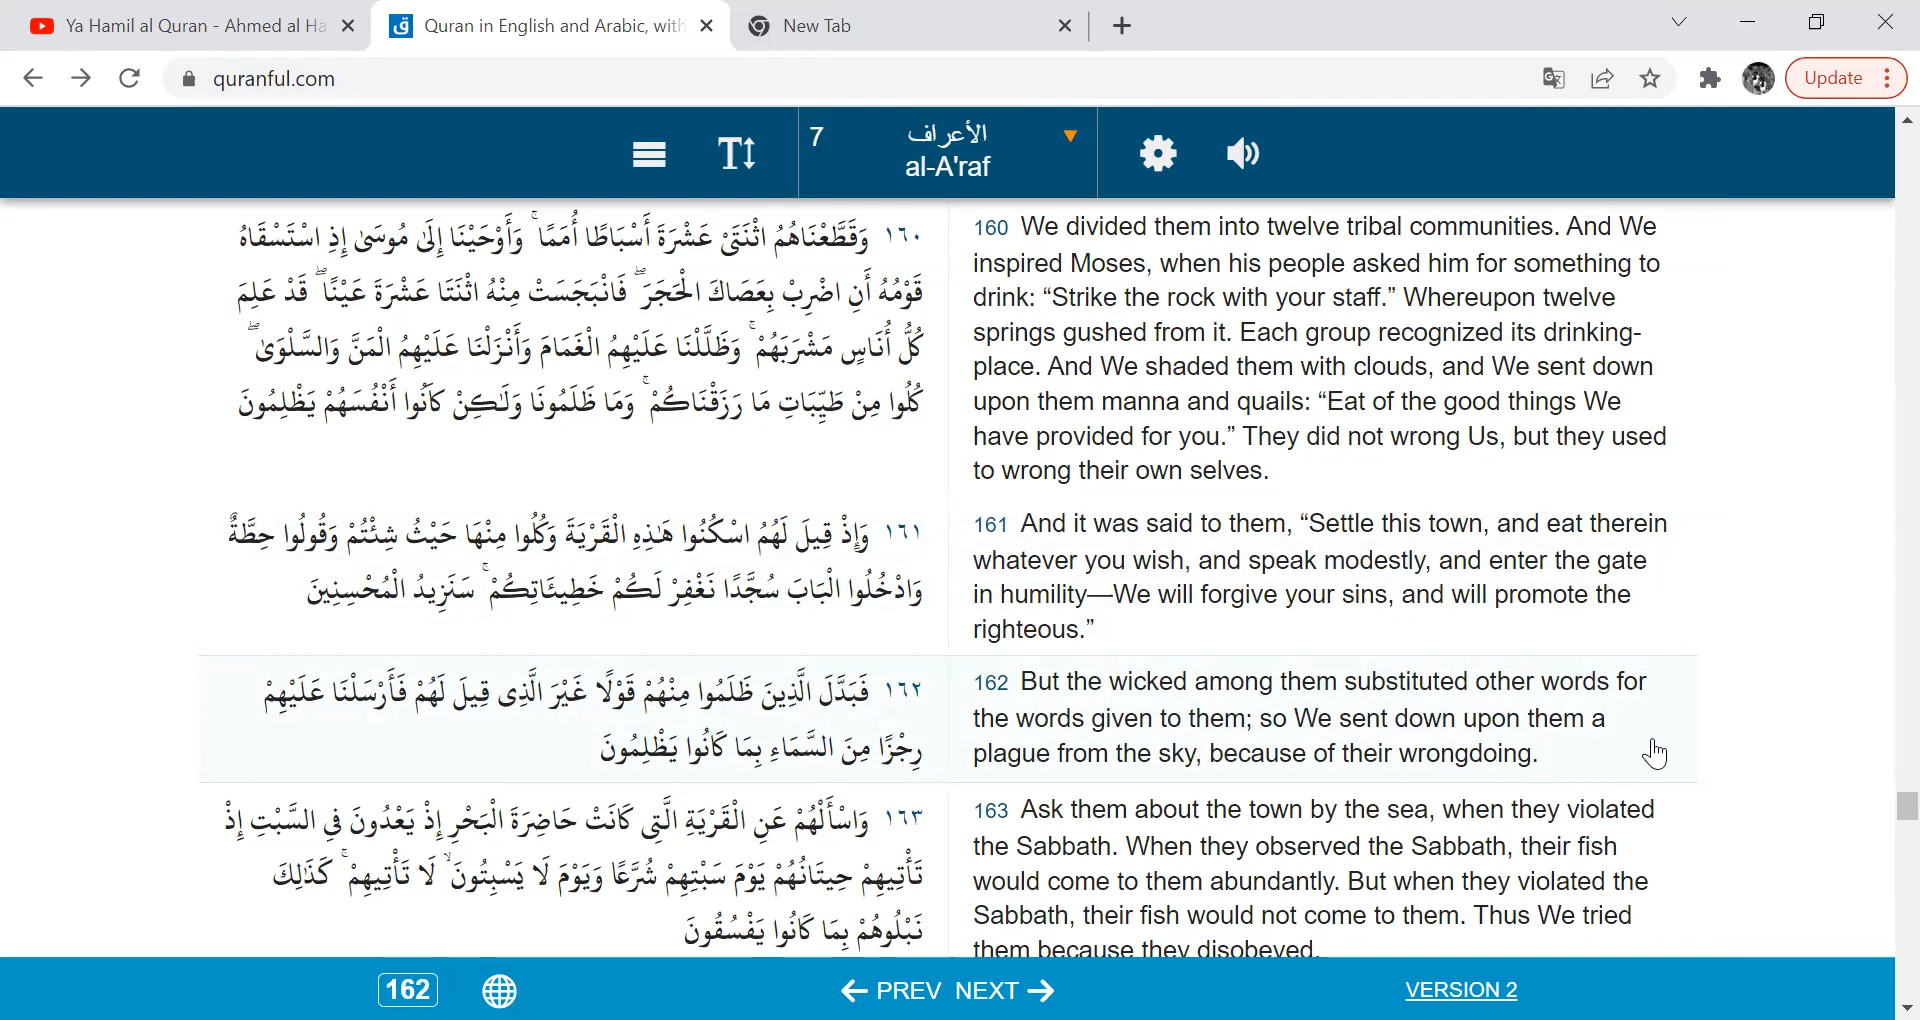 Ya Hamil al Quran - Ahmed al Ha
Quran in English and Arabic, with
New Tab
quranful.com
Update
7
الأعراف
al-A'raf
١٦٠ وَقَطَّعْنَاهُمُ اثْنَتَىْ عَشْرَةَ أَسْبَاطًا أُمَمًا ۚ وَأَوْحَيْنَا إِلَىٰ مُوسَىٰ إِذِ اسْتَسْقَاهُ
قَوْمُهُ أَنِ اضْرِبْ بِعَصَاكَ الْحَجَرَ ۖ فَانْبَجَسَتْ مِنْهُ اثْنَتَا عَشْرَةَ عَيْنًا ۖ قَدْ عَلِمَ
كُلُّ أُنَاسٍ مَشْرَبَهُمْ ۚ وَظَلَّلْنَا عَلَيْهِمُ الْغَمَامَ وَأَنْزَلْنَا عَلَيْهِمُ الْمَنَّ وَالسَّلْوَىٰ ۖ
كُلُوا مِنْ طَيِّبَاتِ مَا رَزَقْنَاكُمْ ۚ وَمَا ظَلَمُونَا وَلَٰكِنْ كَانُوا أَنْفُسَهُمْ يَظْلِمُونَ
160 We divided them into twelve tribal communities. And We
inspired Moses, when his people asked him for something to
drink: “Strike the rock with your staff.” Whereupon twelve
springs gushed from it. Each group recognized its drinking-
place. And We shaded them with clouds, and We sent down
upon them manna and quails: “Eat of the good things We
have provided for you.” They did not wrong Us, but they used
to wrong their own selves.
١٦١ وَإِذْ قِيلَ لَهُمُ اسْكُنُوا هَٰذِهِ الْقَرْيَةَ وَكُلُوا مِنْهَا حَيْثُ شِئْتُمْ وَقُولُوا حِطَّةٌ
وَادْخُلُوا الْبَابَ سُجَّدًا نَغْفِرْ لَكُمْ خَطِيئَاتِكُمْ ۚ سَنَزِيدُ الْمُحْسِنِينَ
161 And it was said to them, “Settle this town, and eat therein
whatever you wish, and speak modestly, and enter the gate
in humility—We will forgive your sins, and will promote the
righteous.”
١٦٢ فَبَدَّلَ الَّذِينَ ظَلَمُوا مِنْهُمْ قَوْلًا غَيْرَ الَّذِى قِيلَ لَهُمْ فَأَرْسَلْنَا عَلَيْهِمْ
رِجْزًا مِنَ السَّمَاءِ بِمَا كَانُوا يَظْلِمُونَ
162 But the wicked among them substituted other words for
the words given to them; so We sent down upon them a
plague from the sky, because of their wrongdoing.
١٦٣ وَاسْأَلْهُمْ عَنِ الْقَرْيَةِ الَّتِى كَانَتْ حَاضِرَةَ الْبَحْرِ إِذْ يَعْدُونَ فِى السَّبْتِ إِذْ
تَأْتِيهِمْ حِيتَانُهُمْ يَوْمَ سَبْتِهِمْ شُرَّعًا وَيَوْمَ لَا يَسْبِتُونَ ۙ لَا تَأْتِيهِمْ ۚ كَذَٰلِكَ
نَبْلُوهُمْ بِمَا كَانُوا يَفْسُقُونَ
163 Ask them about the town by the sea, when they violated
the Sabbath. When they observed the Sabbath, their fish
would come to them abundantly. But when they violated the
Sabbath, their fish would not come to them. Thus We tried
them because they disobeyed.
162
PREV NEXT
VERSION 2